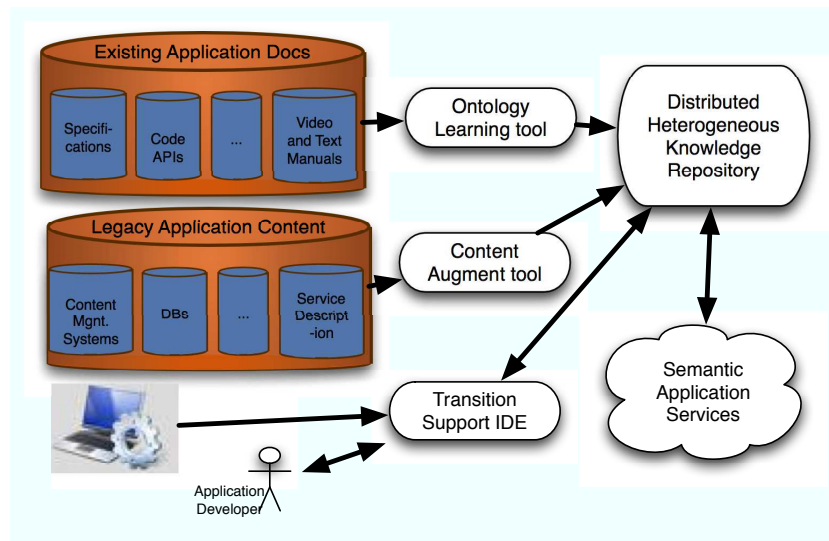 Existing Application Docs
Specifi-
cations
Code
APIs
...
Video
and Text
Manuals
Ontology
Learning tool
Distributed
Heterogeneous
Knowledge
Repository
Legacy Application Content
Content
Mgnt.
Systems
DBs
...
Service
Descript
-ion
Content
Augment tool
Transition
Support IDE
Semantic
Application
Services
Application
Developer